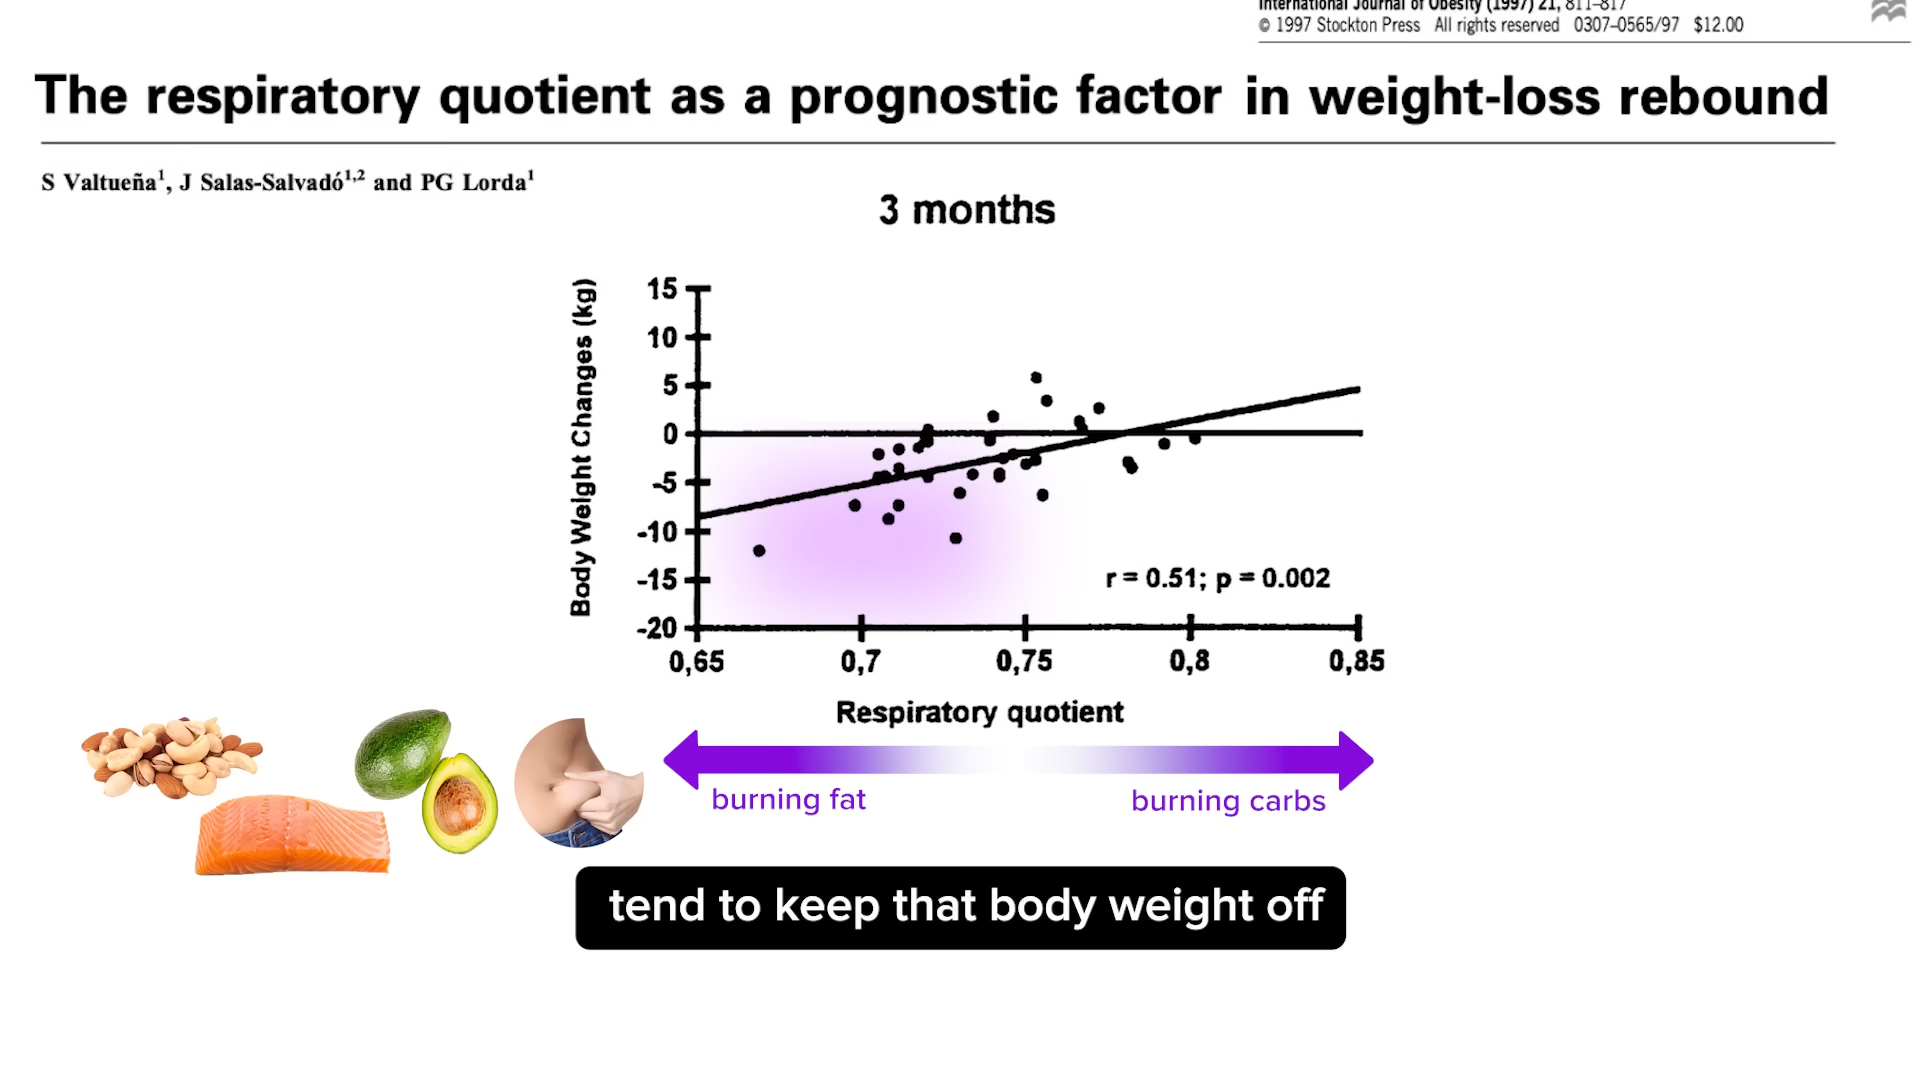 International Journal of Obesity (1997) 21, 811–817
© 1997 Stockton Press All rights reserved 0307–0565/97 $12.00
The respiratory quotient as a prognostic factor in weight-loss rebound
S Valtueña1, J Salas-Salvadó1,2 and PG Lorda1
3 months
Body Weight Changes (kg)
15
10
5
0
-5
-10
-15
-20
r = 0.51; p = 0.002
0,65 0,7 0,75 0,8 0,85
Respiratory quotient
burning fat burning carbs
tend to keep that body weight off